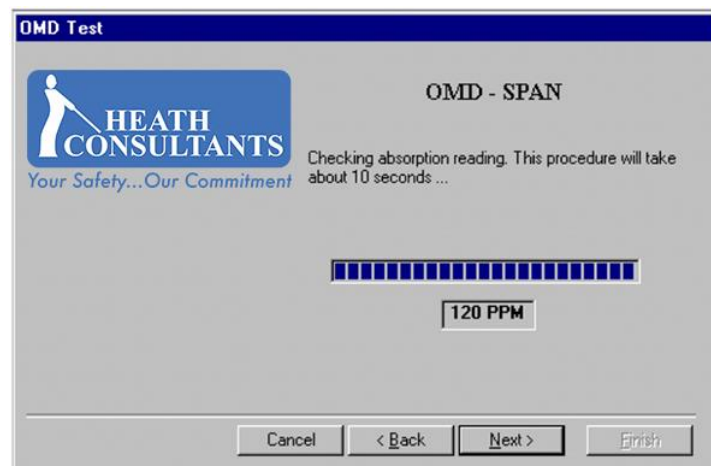 OMD Test
HEATH
CONSULTANTS
Your Safety...Our Commitment
OMD - SPAN
Checking absorption reading. This procedure will take
about 10 seconds ...
120 PPM
Cancel
< Back
Next >
Finish